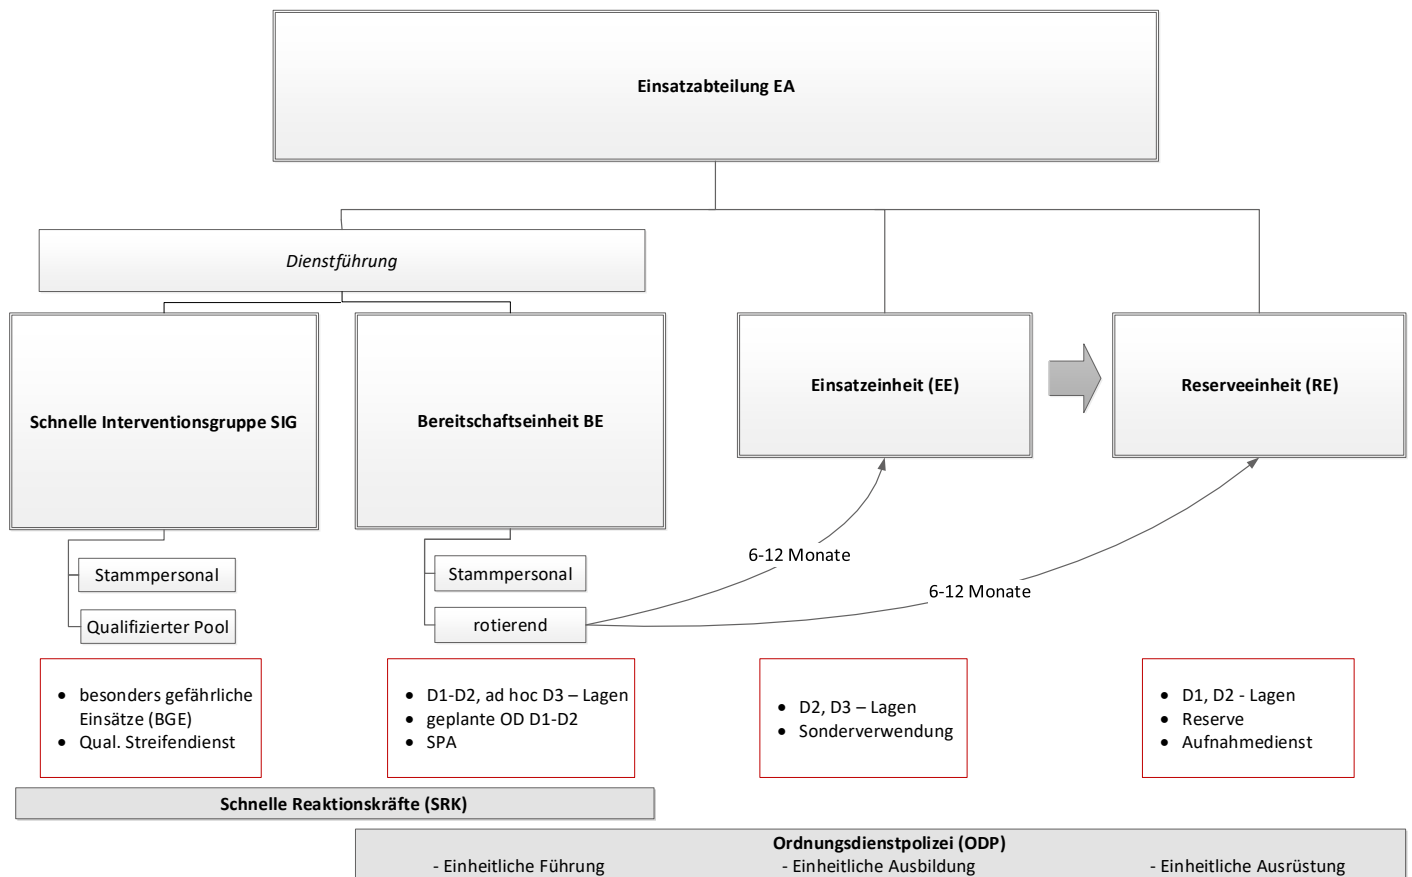 Einsatzabteilung EA
Dienstführung
Schnelle Interventionsgruppe SIG
Bereitschaftseinheit BE
Einsatzeinheit (EE)
Reserveeinheit (RE)
Stammpersonal
Qualifizierter Pool
Stammpersonal
rotierend
6-12 Monate
6-12 Monate
• besonders gefährliche
Einsätze (BGE)
• Qual. Streifendienst
• D1-D2, ad hoc D3 – Lagen
• geplante OD D1-D2
• SPA
• D2, D3 – Lagen
• Sonderverwendung
• D1, D2 - Lagen
• Reserve
• Aufnahmedienst
Schnelle Reaktionskräfte (SRK)
Ordnungsdienstpolizei (ODP)
- Einheitliche Führung
- Einheitliche Ausbildung
- Einheitliche Ausrüstung